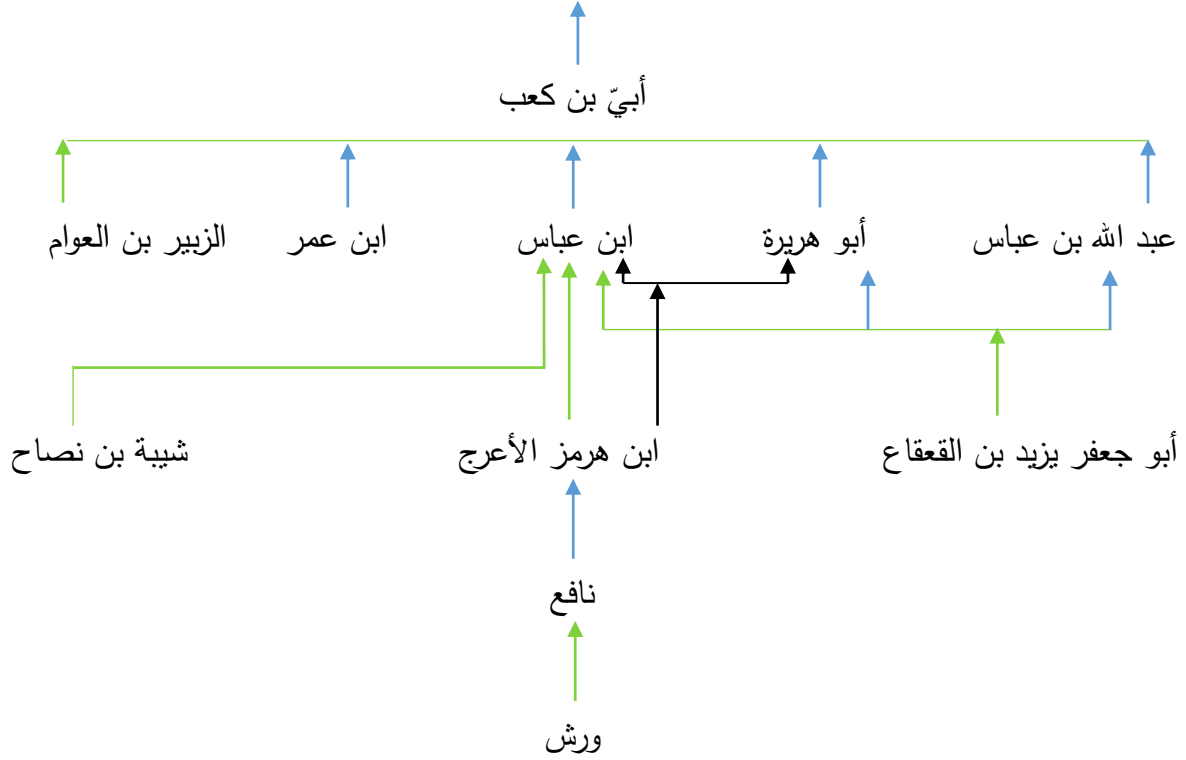 أبيّ بن كعب
عبد الله بن عباس
أبو هريرة
ابن عباس
ابن عمر
الزبير بن العوام
أبو جعفر يزيد بن القعقاع
ابن هرمز الأعرج
شيبة بن نصاح
نافع
ورش